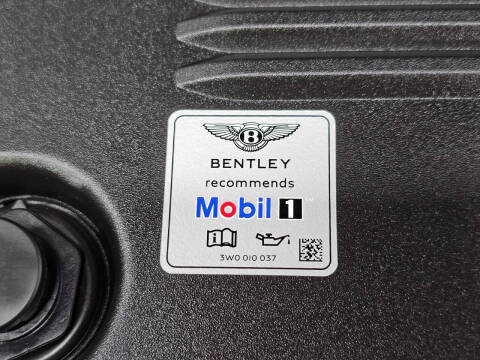 B
BENTLEY
recommends
Mobil 1
3W0 010 037